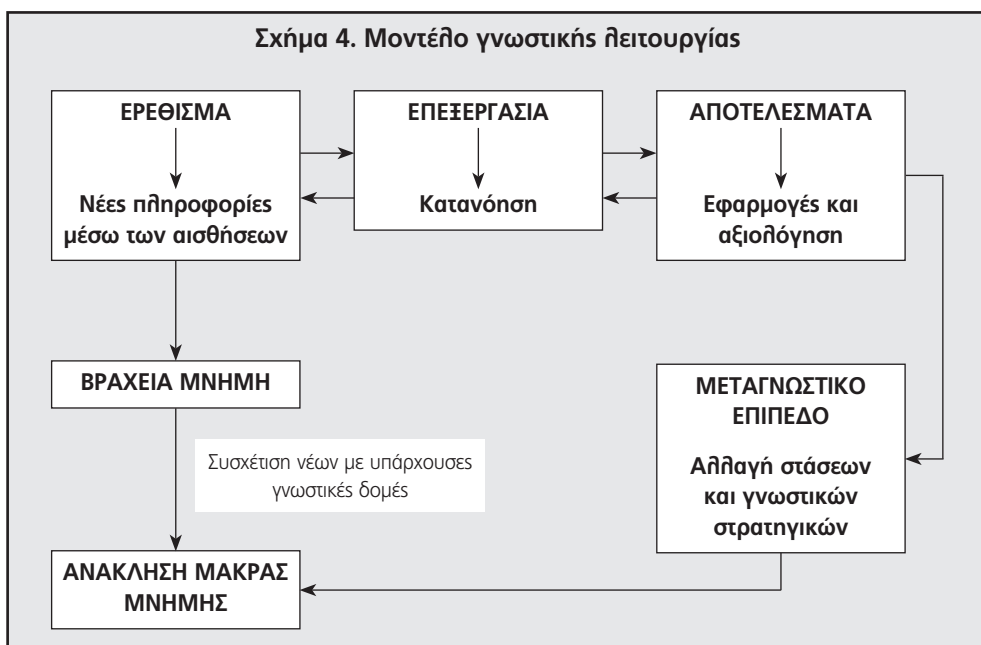 Σχήμα 4. Μοντέλο γνωστικής λειτουργίας
ΕΡΕΘΙΣΜΑ
Νέες πληροφορίες
μέσω των αισθήσεων
ΕΠΕΞΕΡΓΑΣΙΑ
Κατανόηση
ΑΠΟΤΕΛΕΣΜΑΤΑ
Εφαρμογές και
αξιολόγηση
ΒΡΑΧΕΙΑ ΜΝΗΜΗ
Συσχέτιση νέων με υπάρχουσες
γνωστικές δομές
ΑΝΑΚΛΗΣΗ ΜΑΚΡΑΣ
ΜΝΗΜΗΣ
ΜΕΤΑΓΝΩΣΤΙΚΟ
ΕΠΙΠΕΔΟ
Αλλαγή στάσεων
και γνωστικών
στρατηγικών